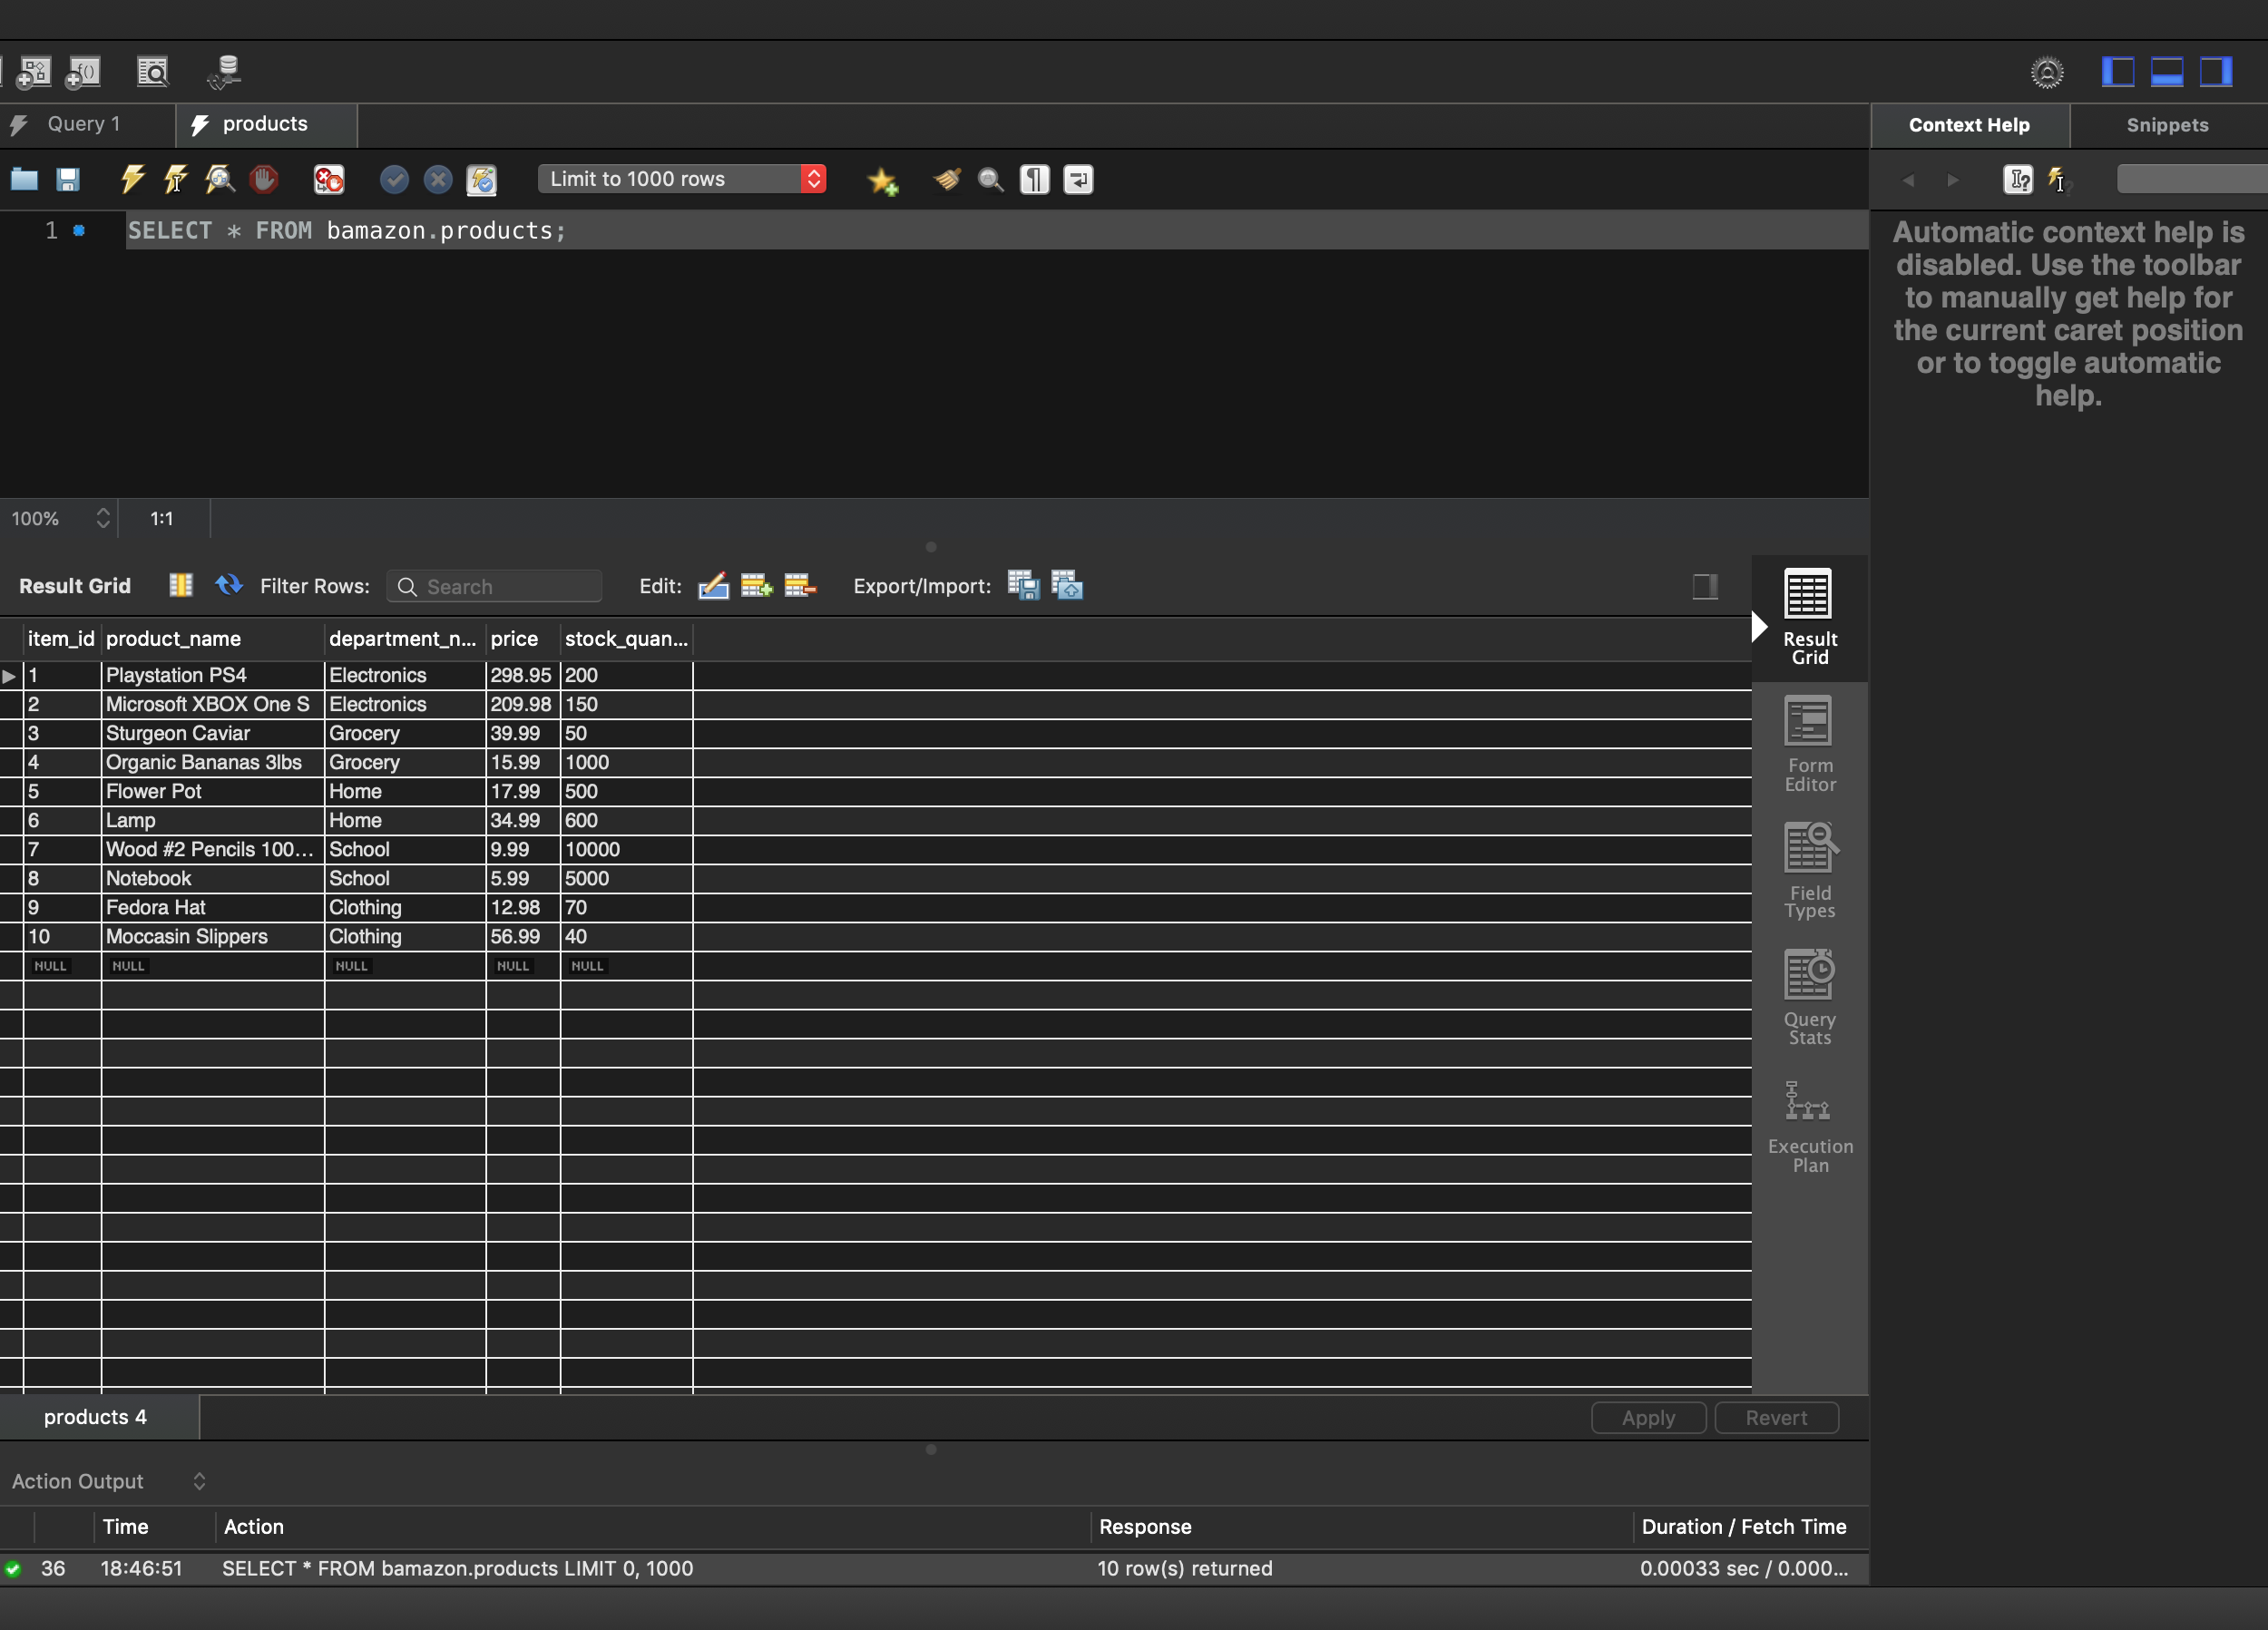 Query 1
products
Context Help
Snippets
Limit to 1000 rows
1 SELECT * FROM bamazon.products;
Automatic context help is
disabled. Use the toolbar
to manually get help for
the current caret position
or to toggle automatic
help.
100% 1:1
Result Grid Filter Rows: Search Edit: Export/Import:
item_id product_name department_n... price stock_quan...
1 Playstation PS4 Electronics 298.95 200
2 Microsoft XBOX One S Electronics 209.98 150
3 Sturgeon Caviar Grocery 39.99 50
4 Organic Bananas 3lbs Grocery 15.99 1000
5 Flower Pot Home 17.99 500
6 Lamp Home 34.99 600
7 Wood #2 Pencils 100... School 9.99 10000
8 Notebook School 5.99 5000
9 Fedora Hat Clothing 12.98 70
10 Moccasin Slippers Clothing 56.99 40
NULL NULL NULL NULL NULL
Result
Grid
Form
Editor
Field
Types
Query
Stats
Execution
Plan
products 4
Apply Revert
Action Output
Time Action Response Duration / Fetch Time
36 18:46:51 SELECT * FROM bamazon.products LIMIT 0, 1000 10 row(s) returned 0.00033 sec / 0.000...